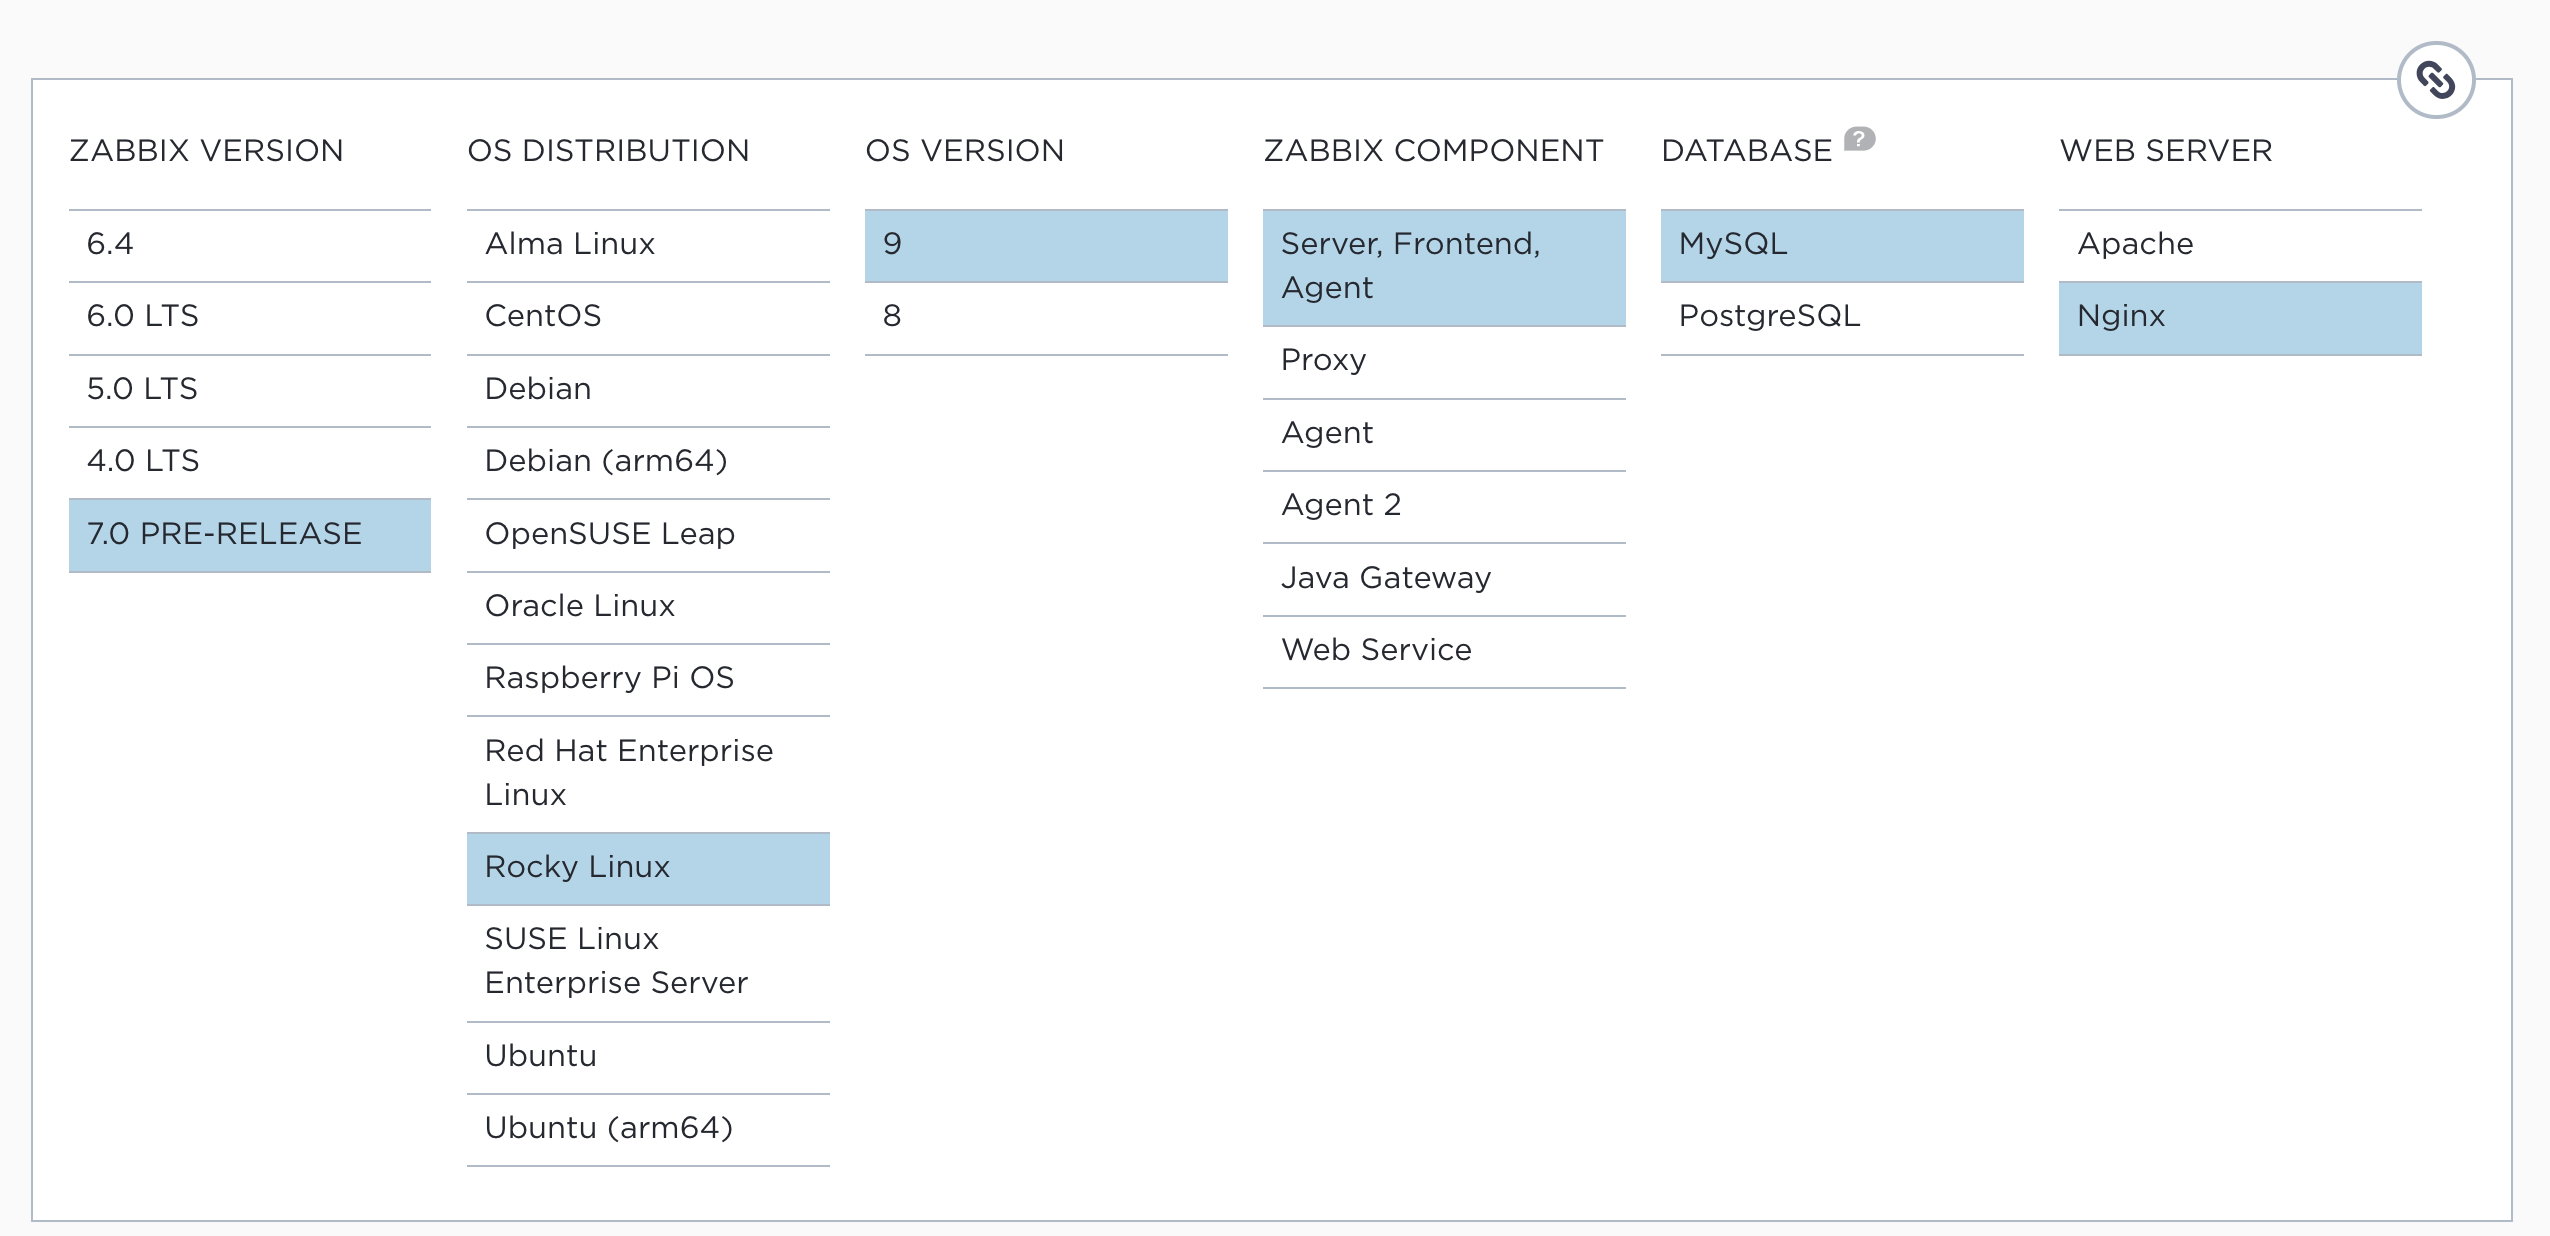 ZABBIX VERSION
6.4
6.0 LTS
5.0 LTS
4.0 LTS
7.0 PRE-RELEASE
OS DISTRIBUTION
Alma Linux
CentOS
Debian
Debian (arm64)
OpenSUSE Leap
Oracle Linux
Raspberry Pi OS
Red Hat Enterprise
Linux
Rocky Linux
SUSE Linux
Enterprise Server
Ubuntu
Ubuntu (arm64)
OS VERSION
9
8
ZABBIX COMPONENT
Server, Frontend,
Agent
Proxy
Agent
Agent 2
Java Gateway
Web Service
DATABASE ?
MySQL
PostgreSQL
WEB SERVER
Apache
Nginx